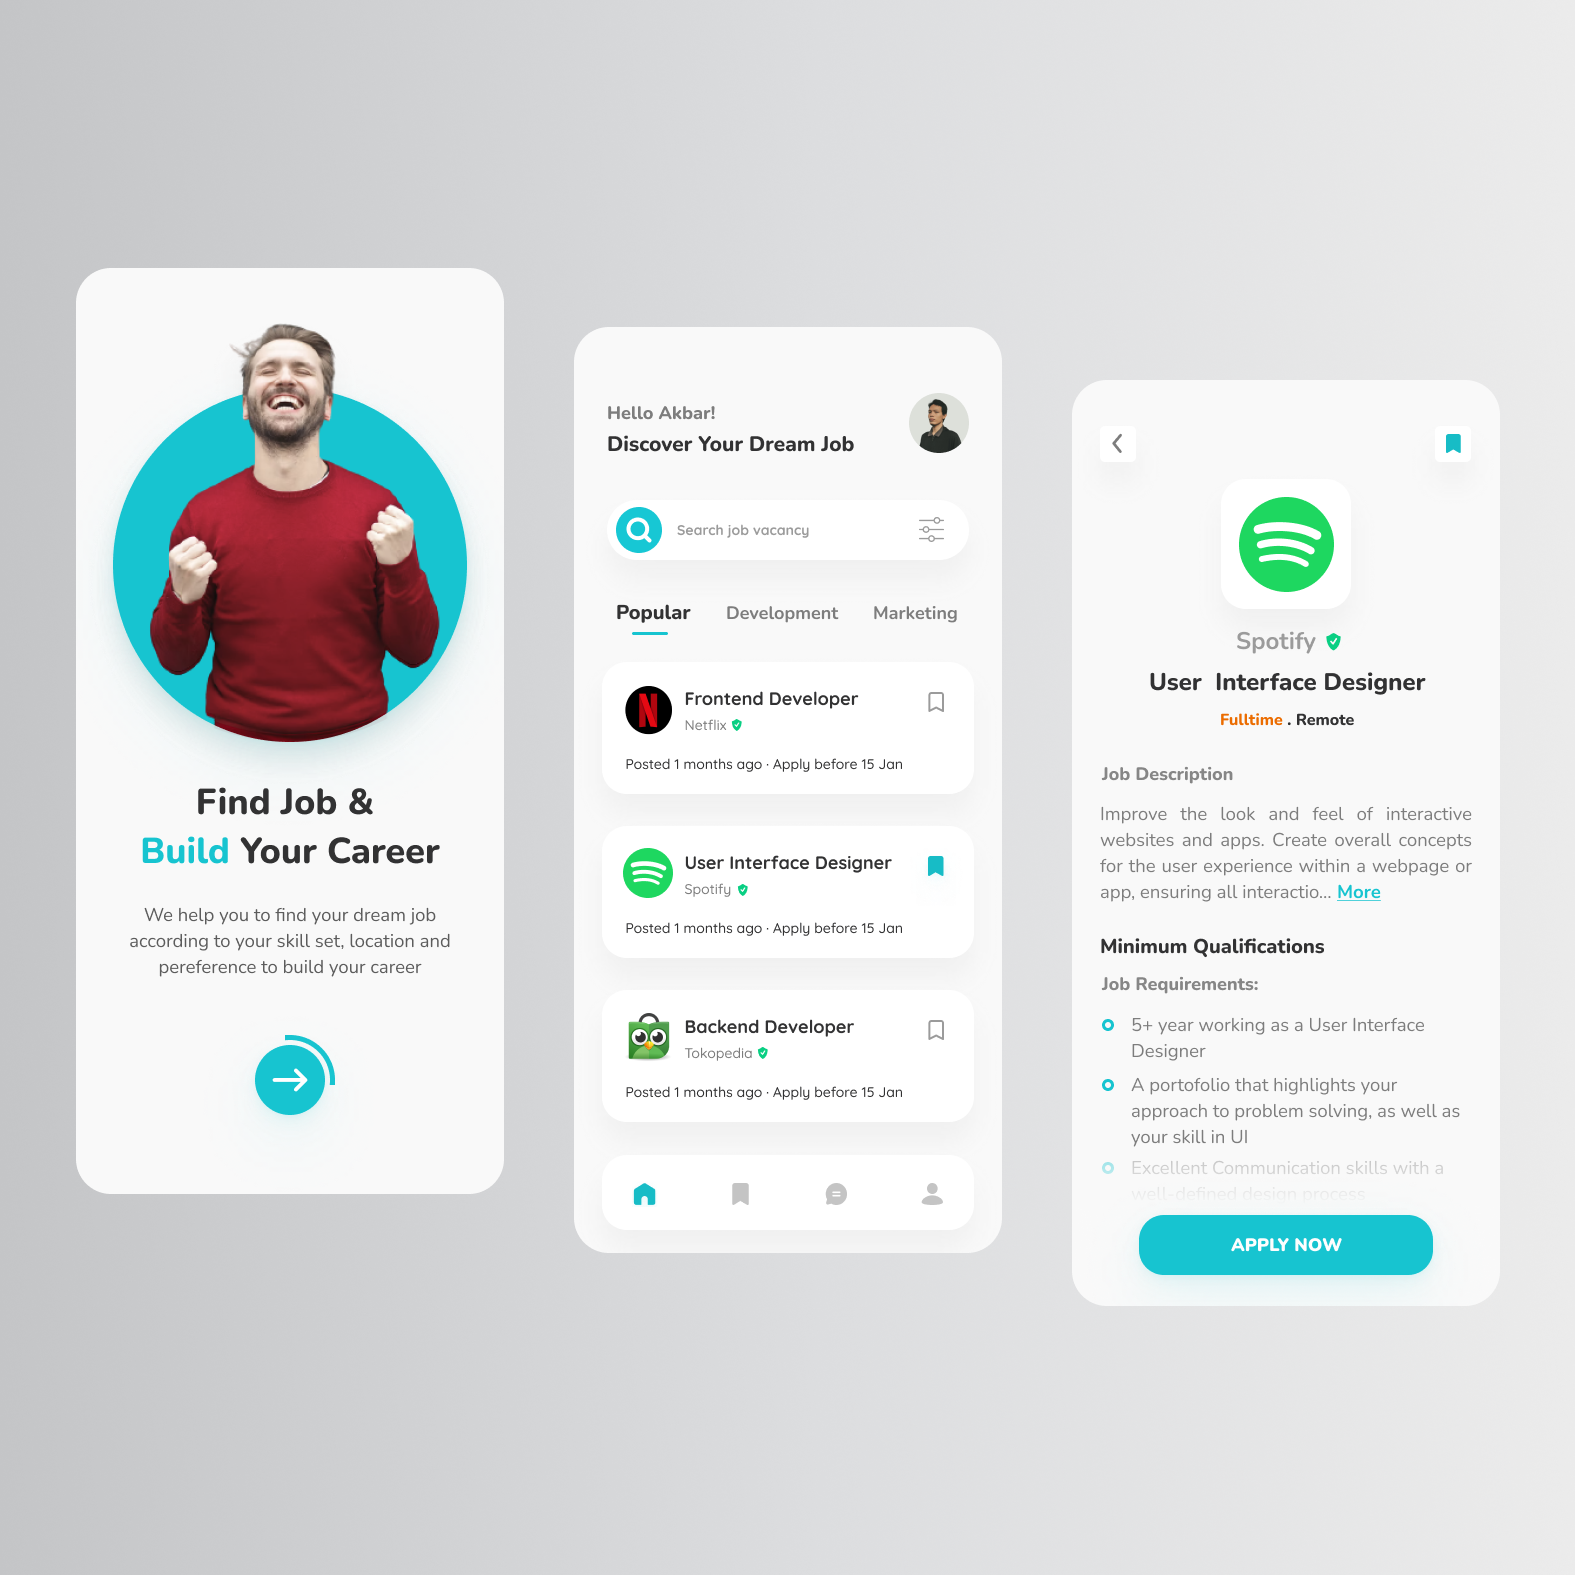 Find Job &
Build Your Career
We help you to find your dream job
according to your skill set, location and
pereference to build your career
Hello Akbar!
Discover Your Dream Job
Search job vacancy
Popular Development Marketing
Frontend Developer
Netflix
Posted 1 months ago · Apply before 15 Jan
User Interface Designer
Spotify
Posted 1 months ago · Apply before 15 Jan
Backend Developer
Tokopedia
Posted 1 months ago · Apply before 15 Jan
Spotify
User Interface Designer
Fulltime . Remote
Job Description
Improve the look and feel of interactive
websites and apps. Create overall concepts
for the user experience within a webpage or
app, ensuring all interactio... More
Minimum Qualifications
Job Requirements:
5+ year working as a User Interface
Designer
A portofolio that highlights your
approach to problem solving, as well as
your skill in UI
Excellent Communication skills with a
well-defined design process
APPLY NOW